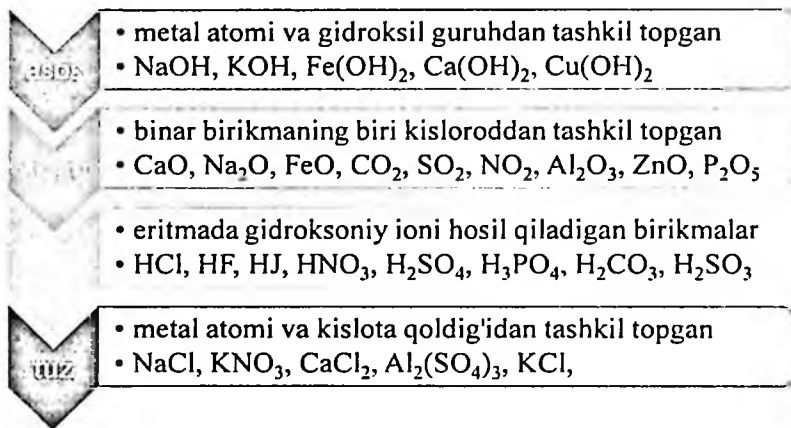 asos
• metal atomi va gidroksil guruhdan tashkil topgan
• NaOH, KOH, Fe(OH)₂, Ca(OH)₂, Cu(OH)₂
• binar birikmaning biri kisloroddan tashkil topgan
• CaO, Na₂O, FeO, CO₂, SO₂, NO₂, Al₂O₃, ZnO, P₂O₅
• eritmada gidroksoniy ioni hosil qiladigan birikmalar
• HCl, HF, HJ, HNO₃, H₂SO₄, H₃PO₄, H₂CO₃, H₂SO₃
tuz
• metal atomi va kislota qoldig'idan tashkil topgan
• NaCl, KNO₃, CaCl₂, Al₂(SO₄)₃, KCl,